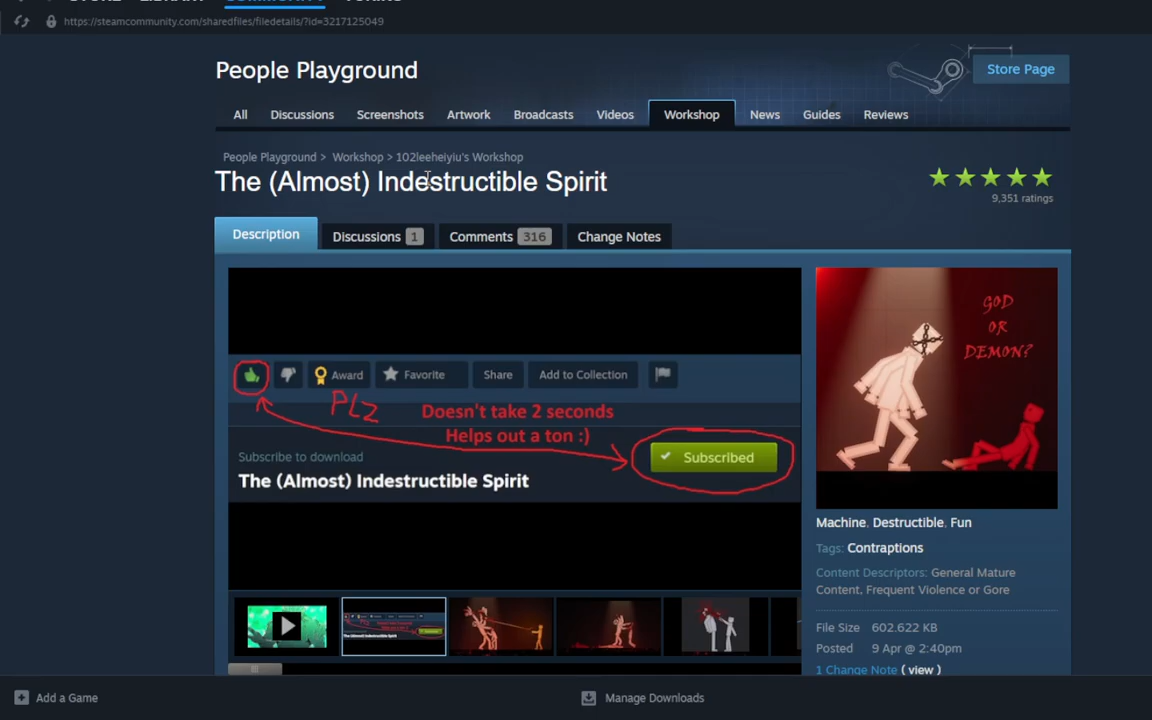 https://steamcommunity.com/sharedfiles/filedetails/?id=3217125049
People Playground
Store Page
All Discussions Screenshots Artwork Broadcasts Videos Workshop News Guides Reviews
People Playground > Workshop > 102leeheiyiu's Workshop
The (Almost) Indestructible Spirit
9,351 ratings
Description Discussions 1 Comments 316 Change Notes
GOD
OR
DEMON?
Award Favorite Share Add to Collection
PLZ
Doesn't take 2 seconds
Helps out a ton :)
Subscribe to download
Subscribed
The (Almost) Indestructible Spirit
Machine, Destructible, Fun
Tags: Contraptions
Content Descriptors: General Mature
Content, Frequent Violence or Gore
File Size 602.622 KB
Posted 9 Apr @ 2:40pm
1 Change Note ( view )
Add a Game
Manage Downloads